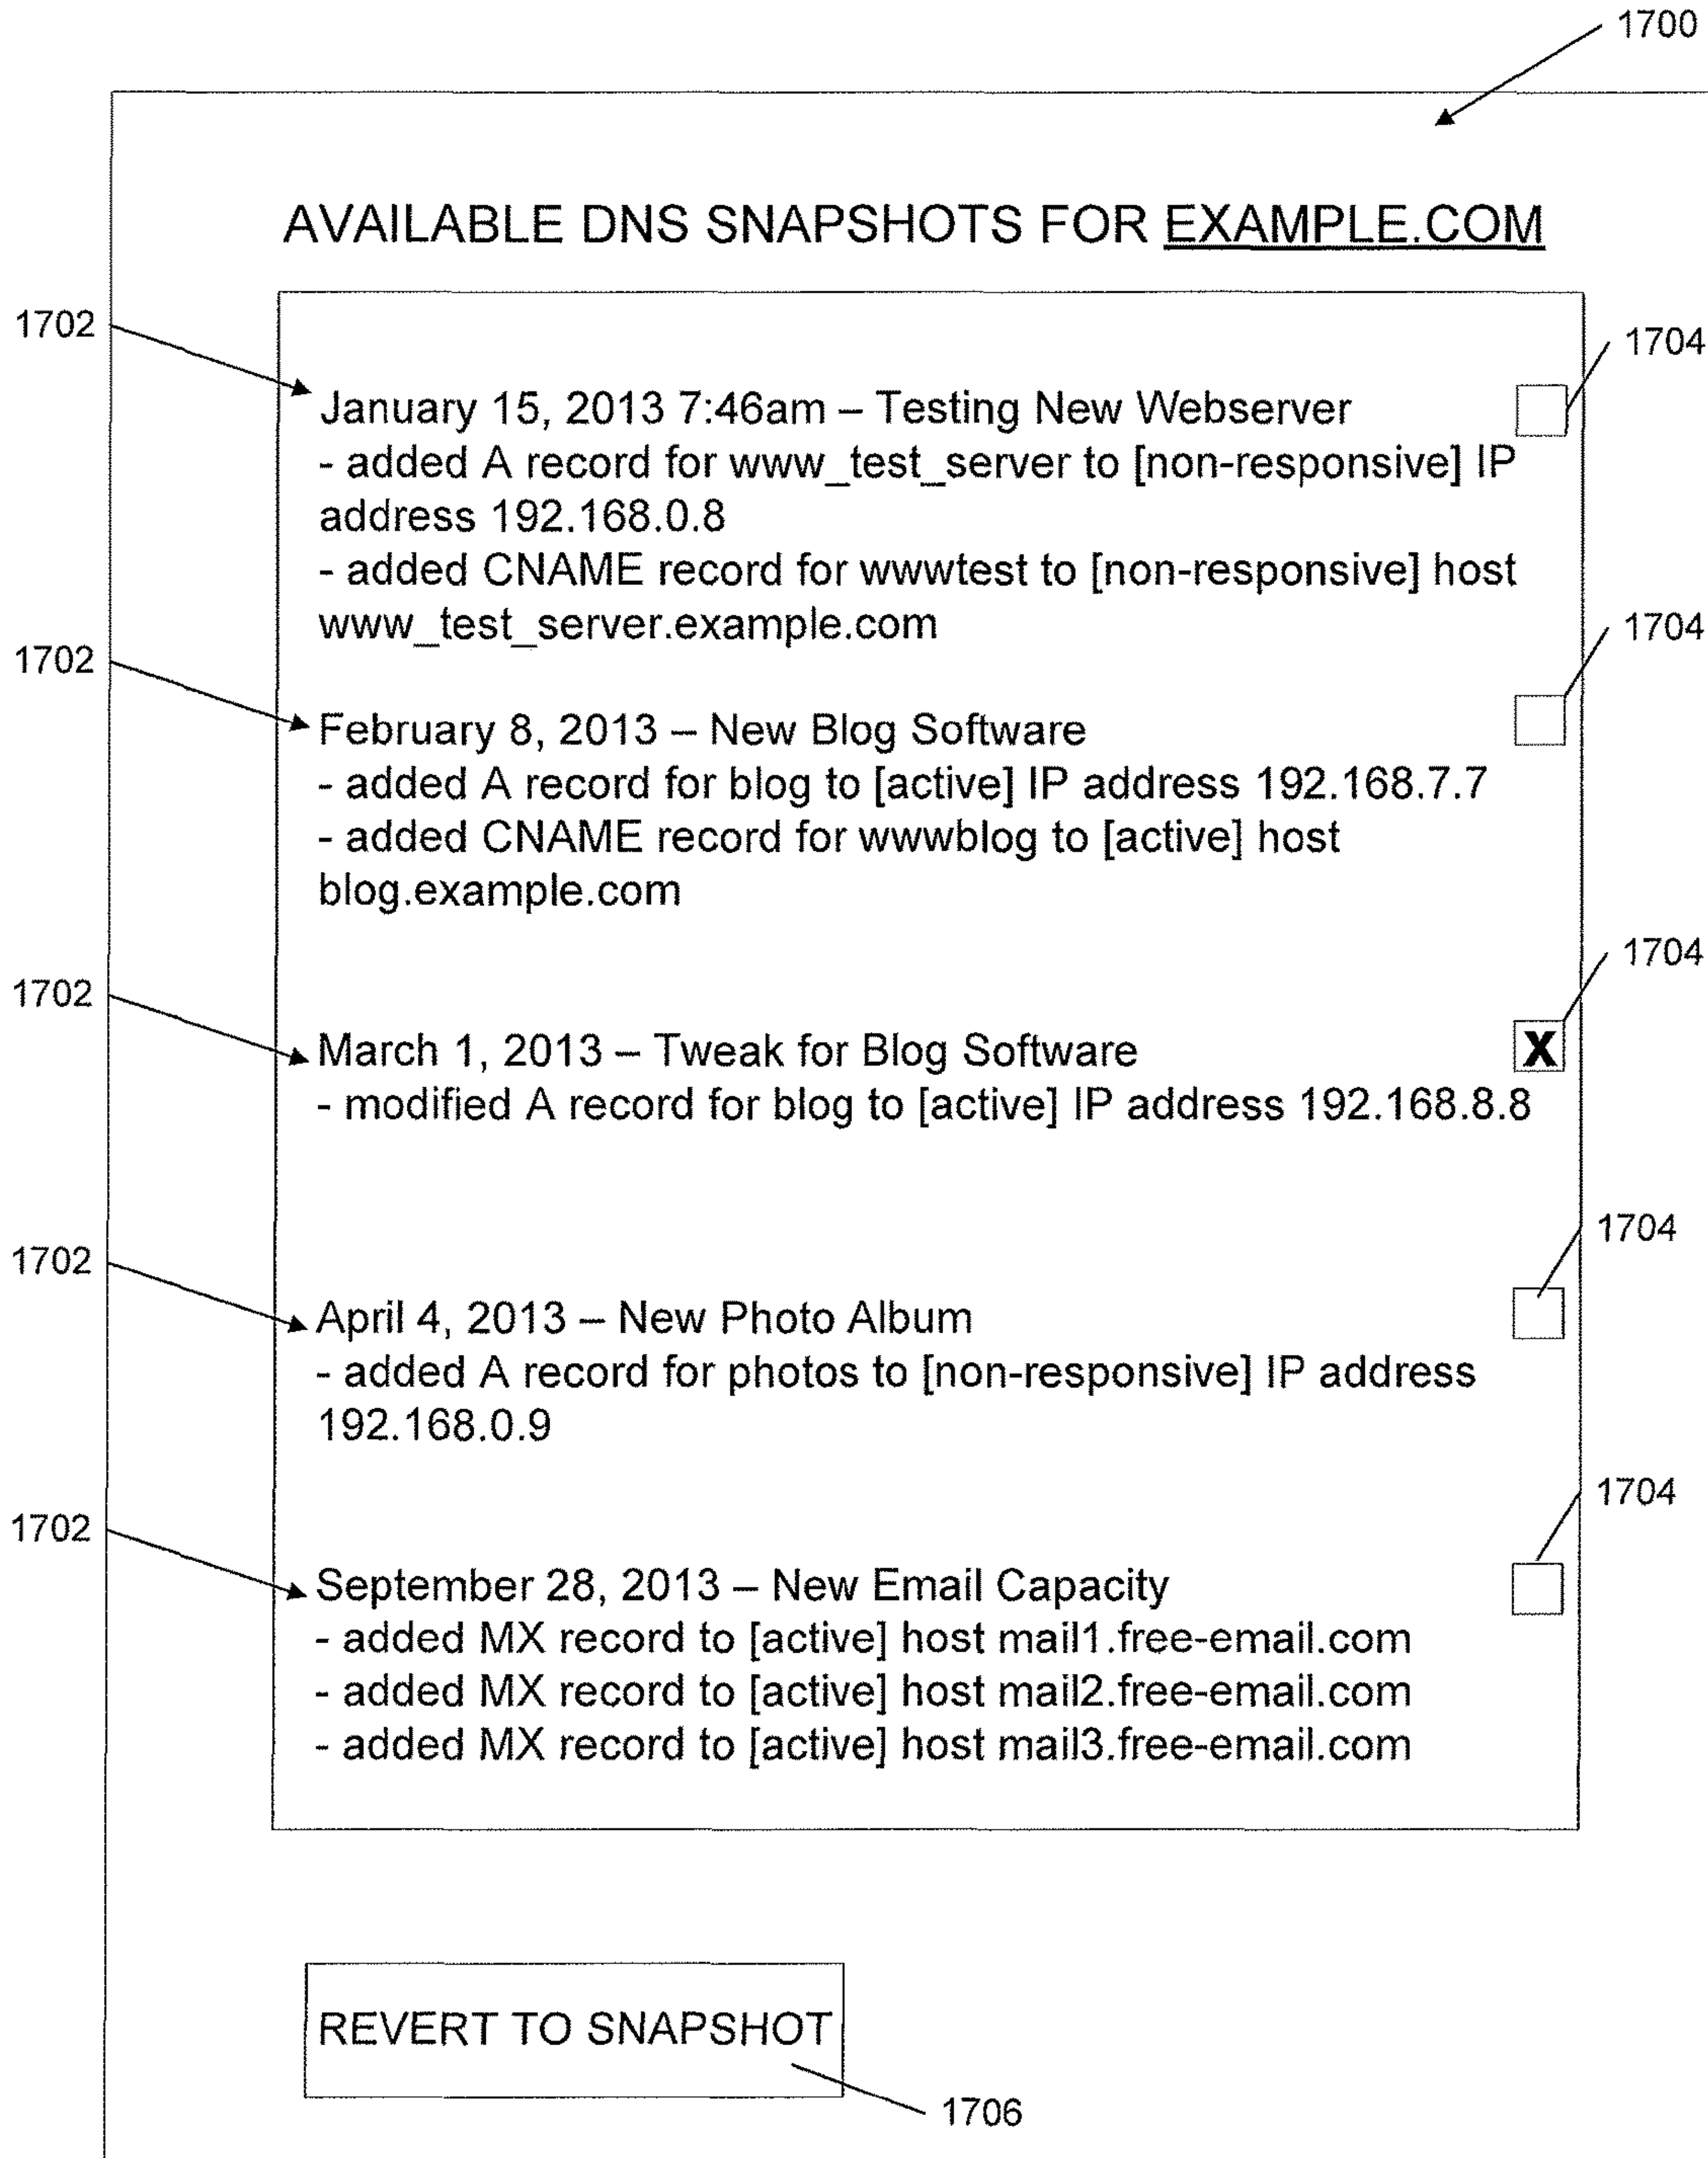 1700
AVAILABLE DNS SNAPSHOTS FOR EXAMPLE.COM
1702
1704
January 15, 2013 7:46am – Testing New Webserver
- added A record for www_test_server to [non-responsive] IP
address 192.168.0.8
- added CNAME record for wwwtest to [non-responsive] host
www_test_server.example.com
1702
1704
February 8, 2013 – New Blog Software
- added A record for blog to [active] IP address 192.168.7.7
- added CNAME record for wwwblog to [active] host
blog.example.com
1702
1704
March 1, 2013 – Tweak for Blog Software
X
- modified A record for blog to [active] IP address 192.168.8.8
1702
1704
April 4, 2013 – New Photo Album
- added A record for photos to [non-responsive] IP address
192.168.0.9
1702
1704
September 28, 2013 – New Email Capacity
- added MX record to [active] host mail1.free-email.com
- added MX record to [active] host mail2.free-email.com
- added MX record to [active] host mail3.free-email.com
REVERT TO SNAPSHOT
1706